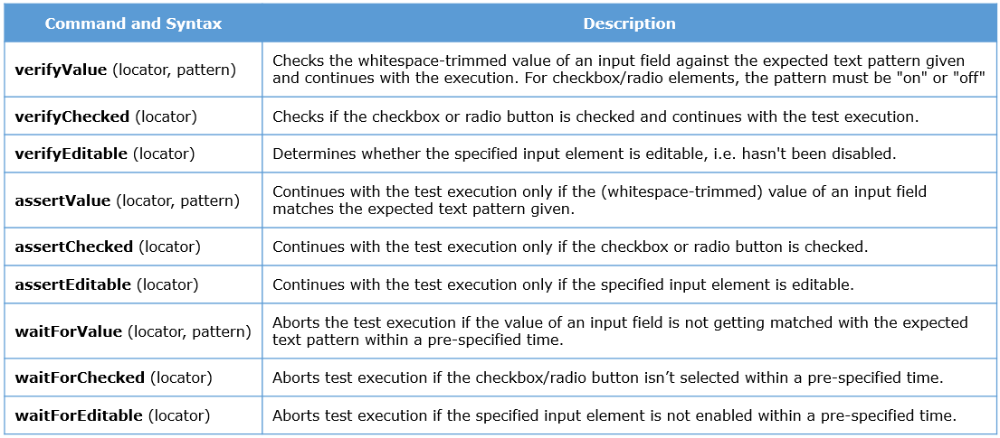 Command and Syntax Description
verifyValue (locator, pattern) Checks the whitespace-trimmed value of an input field against the expected text pattern given
and continues with the execution. For checkbox/radio elements, the pattern must be "on" or "off"
verifyChecked (locator) Checks if the checkbox or radio button is checked and continues with the test execution.
verifyEditable (locator) Determines whether the specified input element is editable, i.e. hasn't been disabled.
assertValue (locator, pattern) Continues with the test execution only if the (whitespace-trimmed) value of an input field
matches the expected text pattern given.
assertChecked (locator) Continues with the test execution only if the checkbox or radio button is checked.
assertEditable (locator) Continues with the test execution only if the specified input element is editable.
waitForValue (locator, pattern) Aborts the test execution if the value of an input field is not getting matched with the expected
text pattern within a pre-specified time.
waitForChecked (locator) Aborts test execution if the checkbox/radio button isn’t selected within a pre-specified time.
waitForEditable (locator) Aborts test execution if the specified input element is not enabled within a pre-specified time.